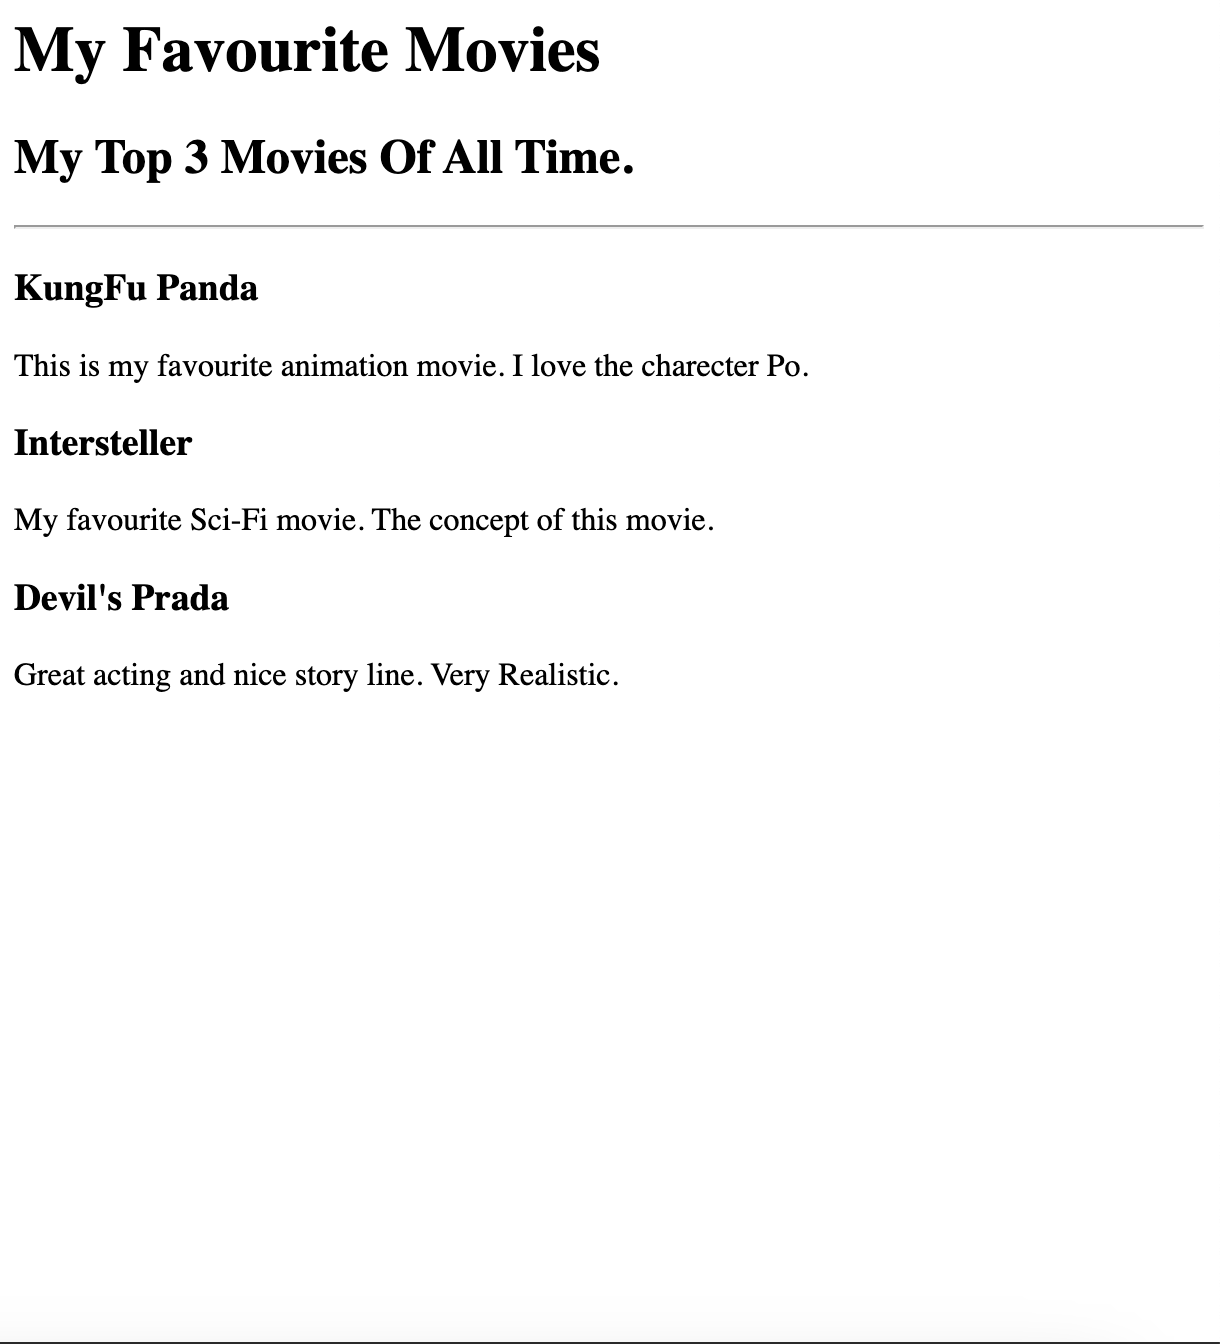 My Favourite Movies
My Top 3 Movies Of All Time.
KungFu Panda
This is my favourite animation movie. I love the charecter Po.
Intersteller
My favourite Sci-Fi movie. The concept of this movie.
Devil's Prada
Great acting and nice story line. Very Realistic.